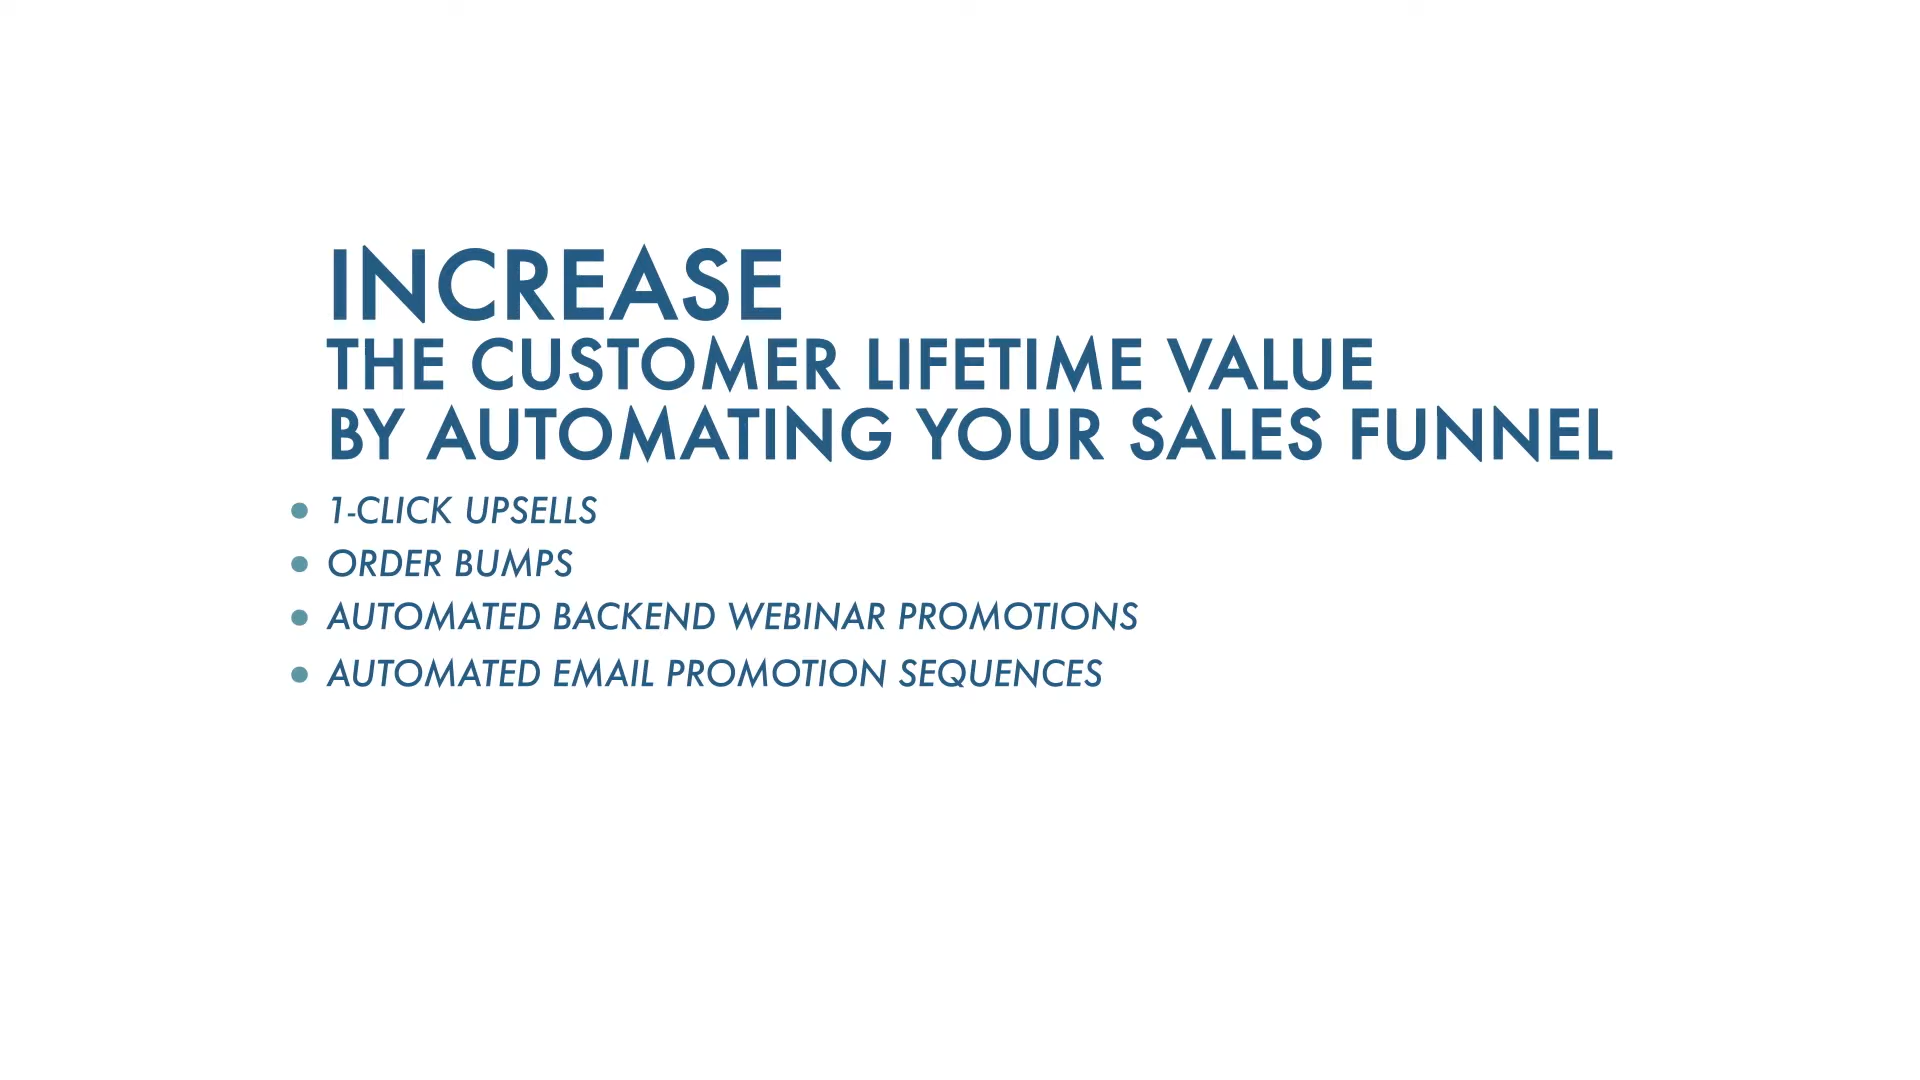 INCREASE
THE CUSTOMER LIFETIME VALUE
BY AUTOMATING YOUR SALES FUNNEL
• 1-CLICK UPSELLS
• ORDER BUMPS
• AUTOMATED BACKEND WEBINAR PROMOTIONS
• AUTOMATED EMAIL PROMOTION SEQUENCES